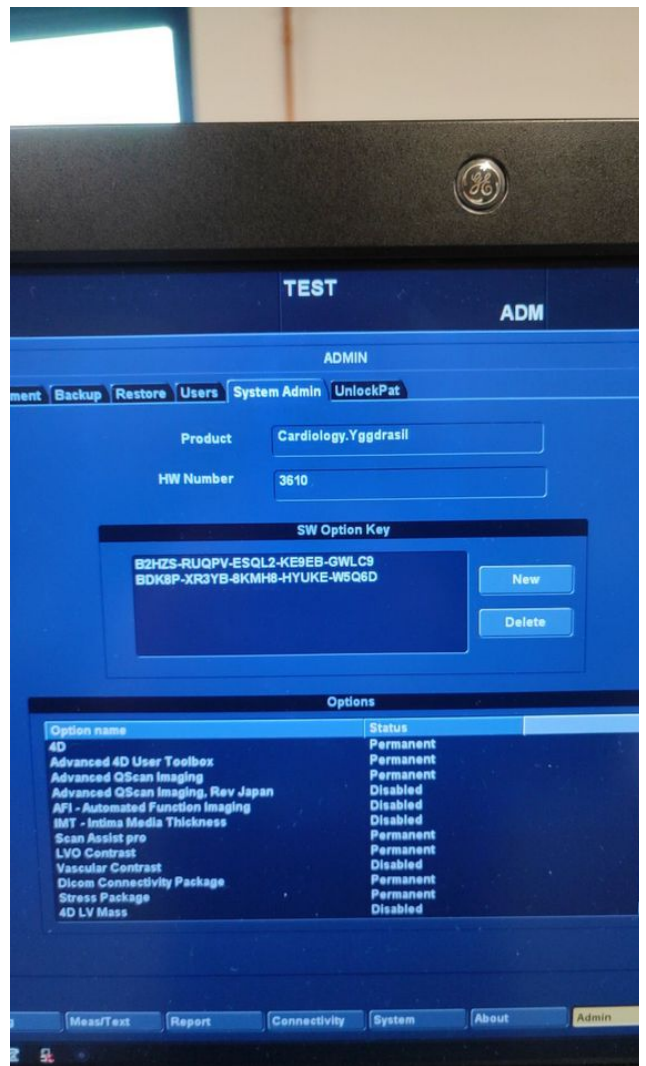 GE
TEST
ADM
ADMIN
ment Backup Restore Users System Admin UnlockPat
Product Cardiology.Yggdrasil
HW Number 3610
SW Option Key
B2HZS-RUQPV-ESQL2-KE9EB-GWLC9
BDK8P-XR3YB-8KMH8-HYUKE-W5Q6D
New
Delete
Options
Option name Status
4D Permanent
Advanced 4D User Toolbox Permanent
Advanced QScan Imaging Permanent
Advanced QScan Imaging, Rev Japan Disabled
AFI - Automated Function Imaging Disabled
IMT - Intima Media Thickness Disabled
Scan Assist pro Permanent
LVO Contrast Permanent
Vascular Contrast Disabled
Dicom Connectivity Package Permanent
Stress Package Permanent
4D LV Mass Disabled
Meas/Text Report Connectivity System About Admin